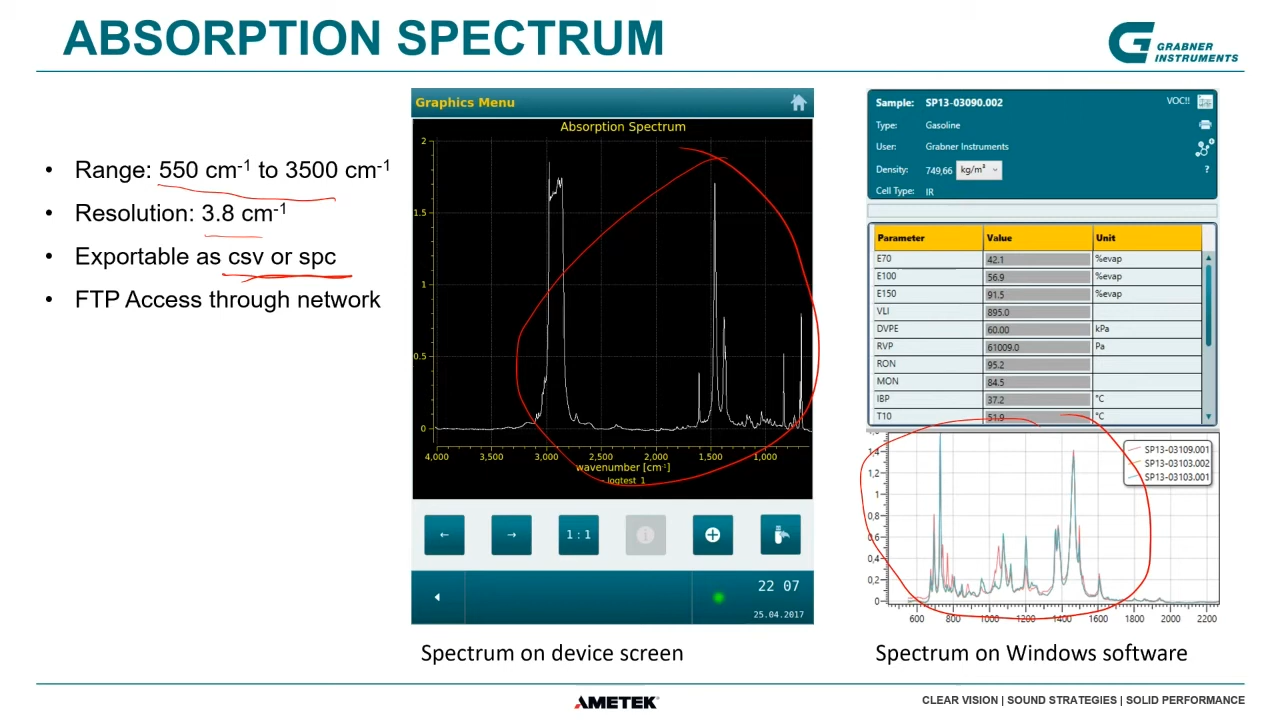 ABSORPTION SPECTRUM
GRABNER
INSTRUMENTS
• Range: 550 cm-1 to 3500 cm-1
• Resolution: 3.8 cm-1
• Exportable as csv or spc
• FTP Access through network
Graphics Menu
Absorption Spectrum
2
1.5
1
0.5
0
4,000 3,500 3,000 2,500 2,000 1,500 1,000
wavenumber [cm-1]
logtest_1
← → 1:1
22 07
25.04.2017
Spectrum on device screen
Sample: SP13-03090.002 VOC!!
Type: Gasoline
User: Grabner Instruments
Density: 749,66 kg/m³
?
Cell Type: IR
Parameter Value Unit
E70 42.1 %evap
E100 56.9 %evap
E150 91.5 %evap
VLI 895.0
DVPE 60.00 kPa
RVP 61009.0 Pa
RON 95.2
MON 84.5
IBP 37.2 °C
T10 51.9 °C
1,6
1,4
1,2
1
0,8
0,6
0,4
0,2
0
SP13-03109.001
SP13-03103.002
SP13-03103.001
600 800 1000 1200 1400 1600 1800 2000 2200
Spectrum on Windows software
AMETEK
CLEAR VISION | SOUND STRATEGIES | SOLID PERFORMANCE